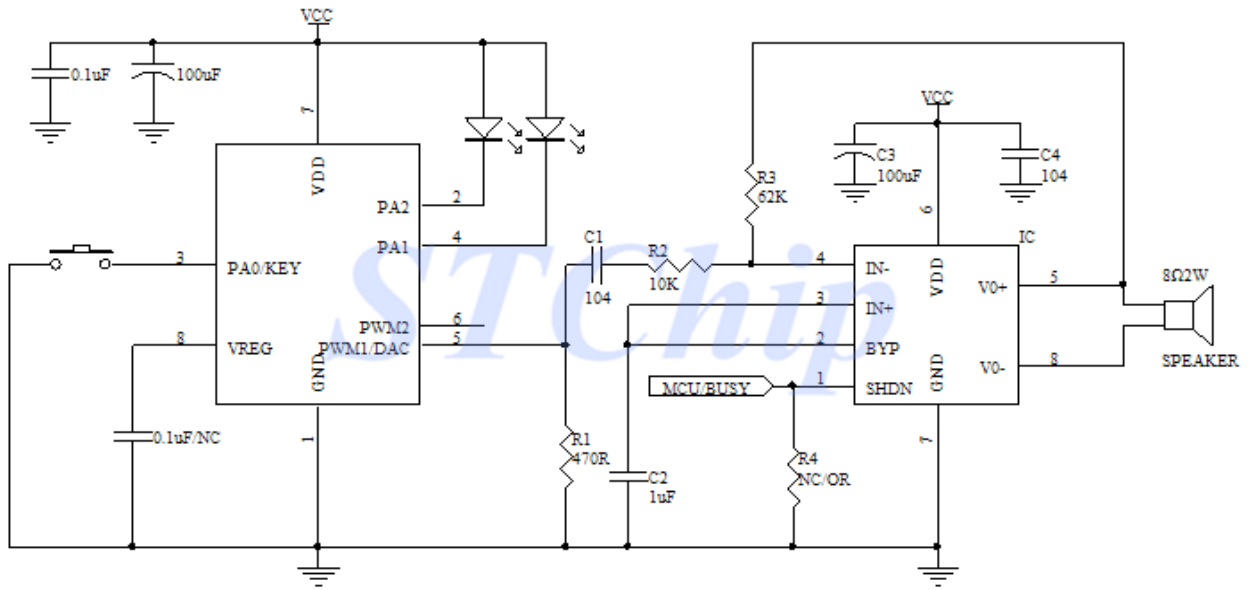 VCC
0.1uF
100uF
7
VDD
PA2
2
PA1
4
3
PA0/KEY
PWM2
6
PWM1/DAC
5
8
VREG
GND
1
0.1uF/NC
C1
104
R2
10K
R1
470R
C2
1uF
R3
62K
VCC
C3
100uF
C4
104
6
IC
4
IN-
VDD
3
IN+
V0+
5
2
BYP
MCU/BUSY
1
SHDN
GND
V0-
8
7
R4
NC/OR
8Ω2W
SPEAKER
STChip